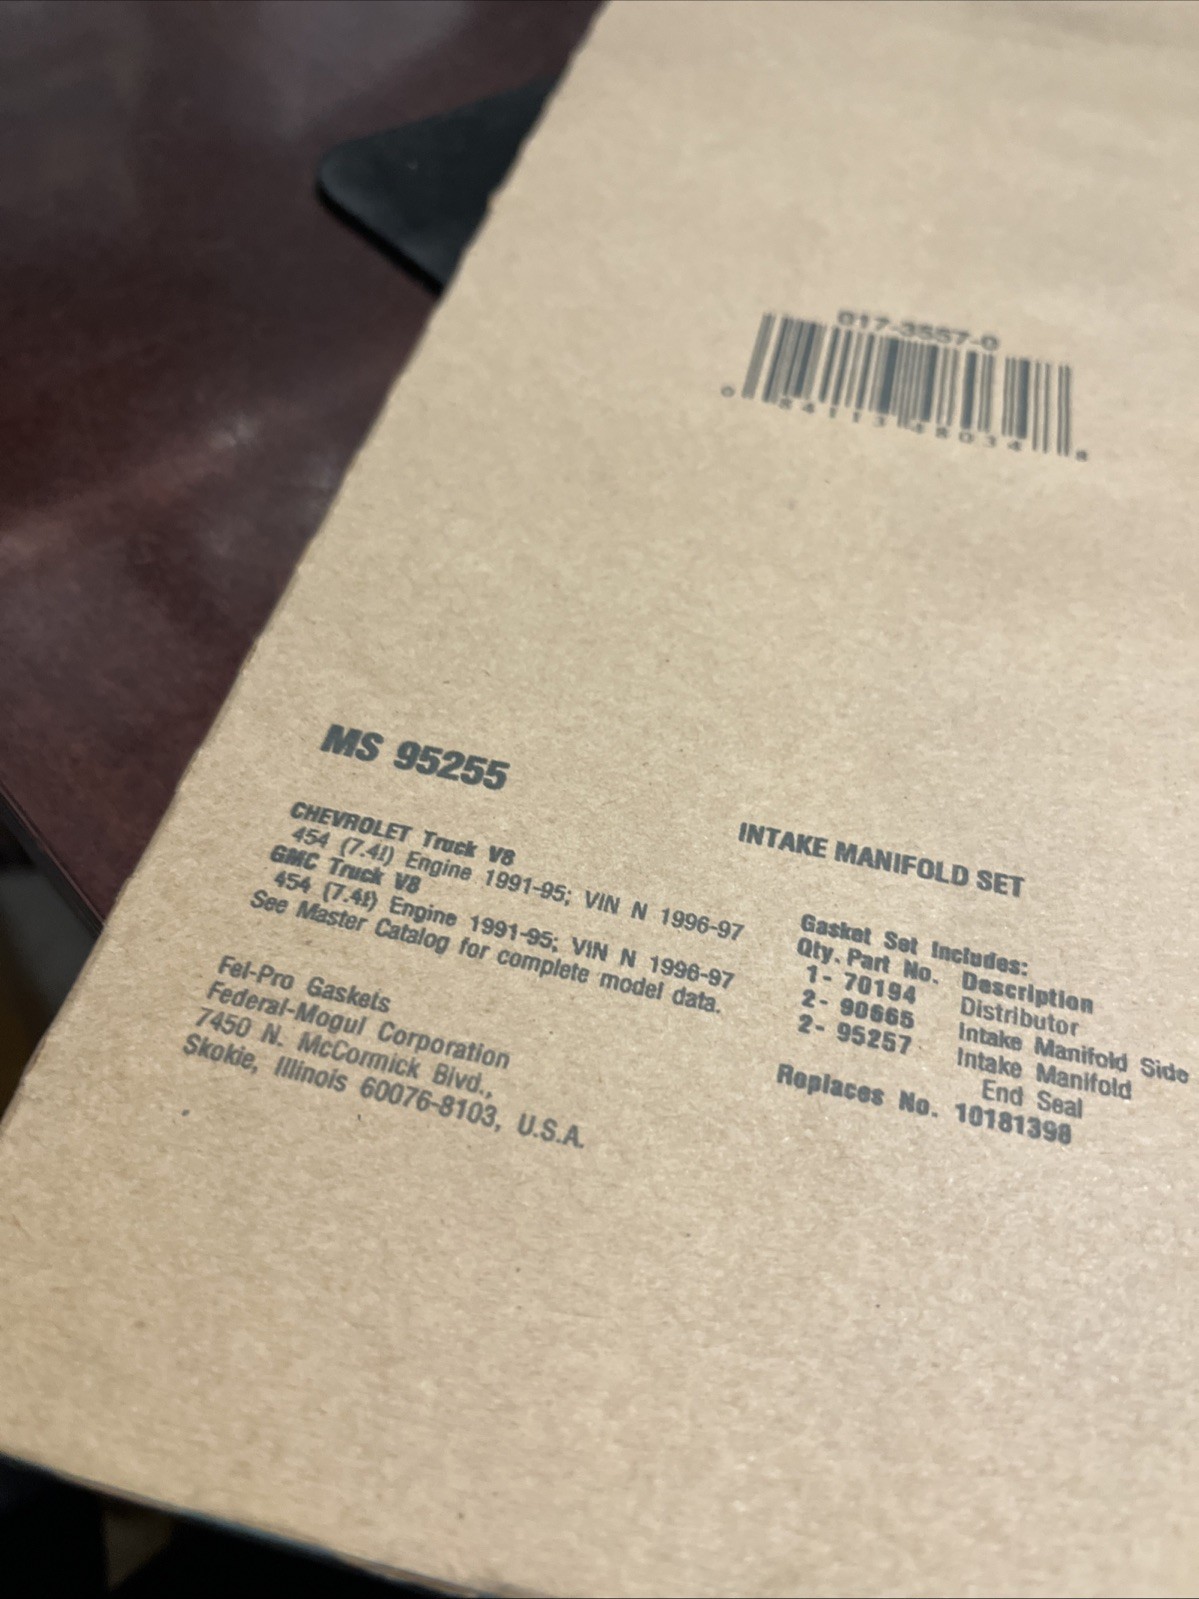 017-3557-0
0 84113 48034 8
MS 95255
CHEVROLET Truck V8
454 (7.4l) Engine 1991-95; VIN N 1996-97
GMC Truck V8
454 (7.4l) Engine 1991-95; VIN N 1996-97
See Master Catalog for complete model data.
Fel-Pro Gaskets
Federal-Mogul Corporation
7450 N. McCormick Blvd.,
Skokie, Illinois 60076-8103, U.S.A.
INTAKE MANIFOLD SET
Gasket Set Includes:
Qty. Part No. Description
1- 70194 Distributor
2- 90665 Intake Manifold Side
2- 95257 Intake Manifold
End Seal
Replaces No. 10181398